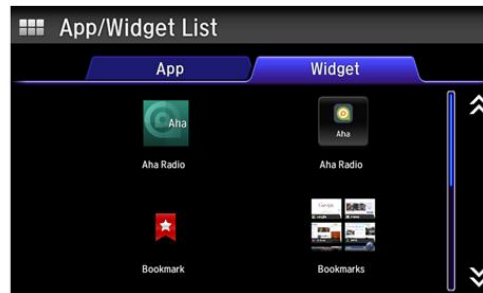 App/Widget List
App Widget
Aha
Aha
Aha Radio Aha Radio
Bookmark Bookmarks